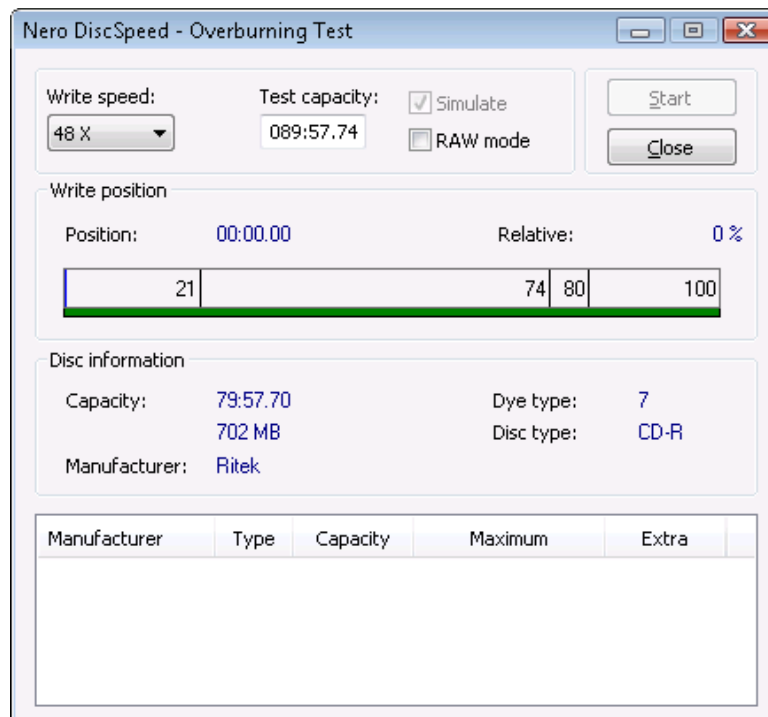 Nero DiscSpeed - Overburning Test
Write speed: Test capacity: Simulate Start
48 X 089:57.74 RAW mode Close
Write position
Position: 00:00.00 Relative: 0 %
21 74 80 100
Disc information
Capacity: 79:57.70 Dye type: 7
702 MB Disc type: CD-R
Manufacturer: Ritek
Manufacturer Type Capacity Maximum Extra